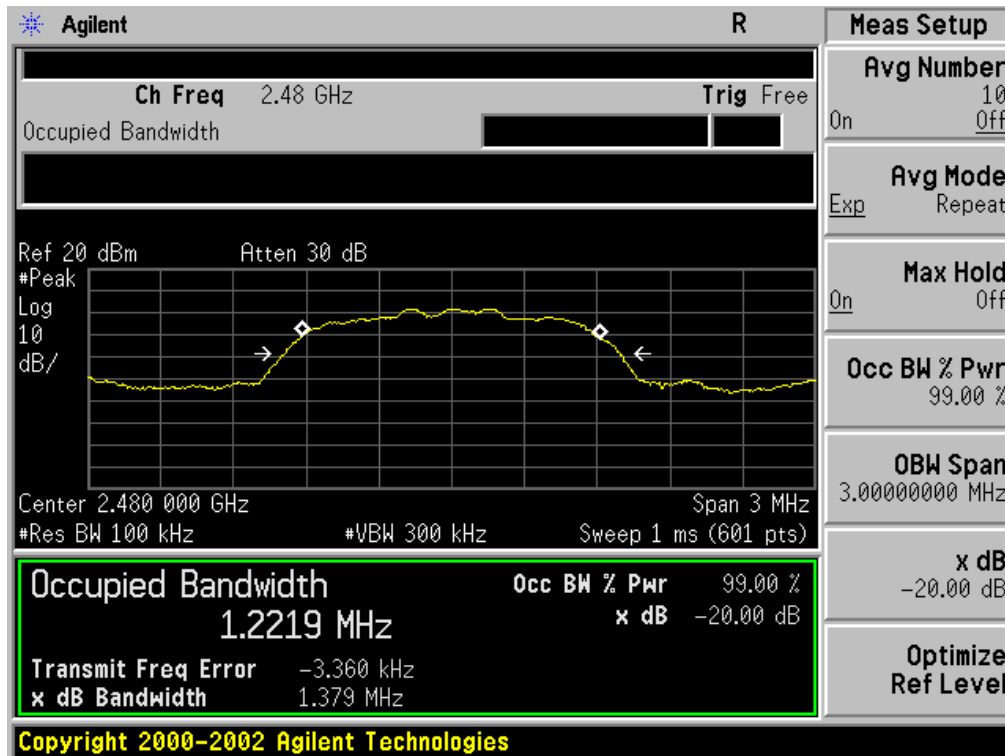 Agilent R
Ch Freq 2.48 GHz Trig Free
Occupied Bandwidth
Ref 20 dBm Atten 30 dB
#Peak
Log
10
dB/
Center 2.480 000 GHz Span 3 MHz
#Res BW 100 kHz #VBW 300 kHz Sweep 1 ms (601 pts)
Occupied Bandwidth
1.2219 MHz
Occ BW % Pwr 99.00 %
x dB -20.00 dB
Transmit Freq Error -3.360 kHz
x dB Bandwidth 1.379 MHz
Copyright 2000-2002 Agilent Technologies
Meas Setup
Avg Number
10
On Off
Avg Mode
Exp Repeat
Max Hold
On Off
Occ BW % Pwr
99.00 %
OBW Span
3.00000000 MHz
x dB
-20.00 dB
Optimize
Ref Level